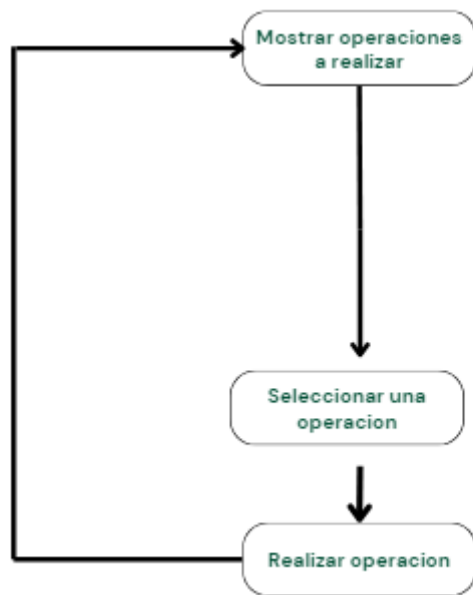 Mostrar operaciones
a realizar
Seleccionar una
operacion
Realizar operacion